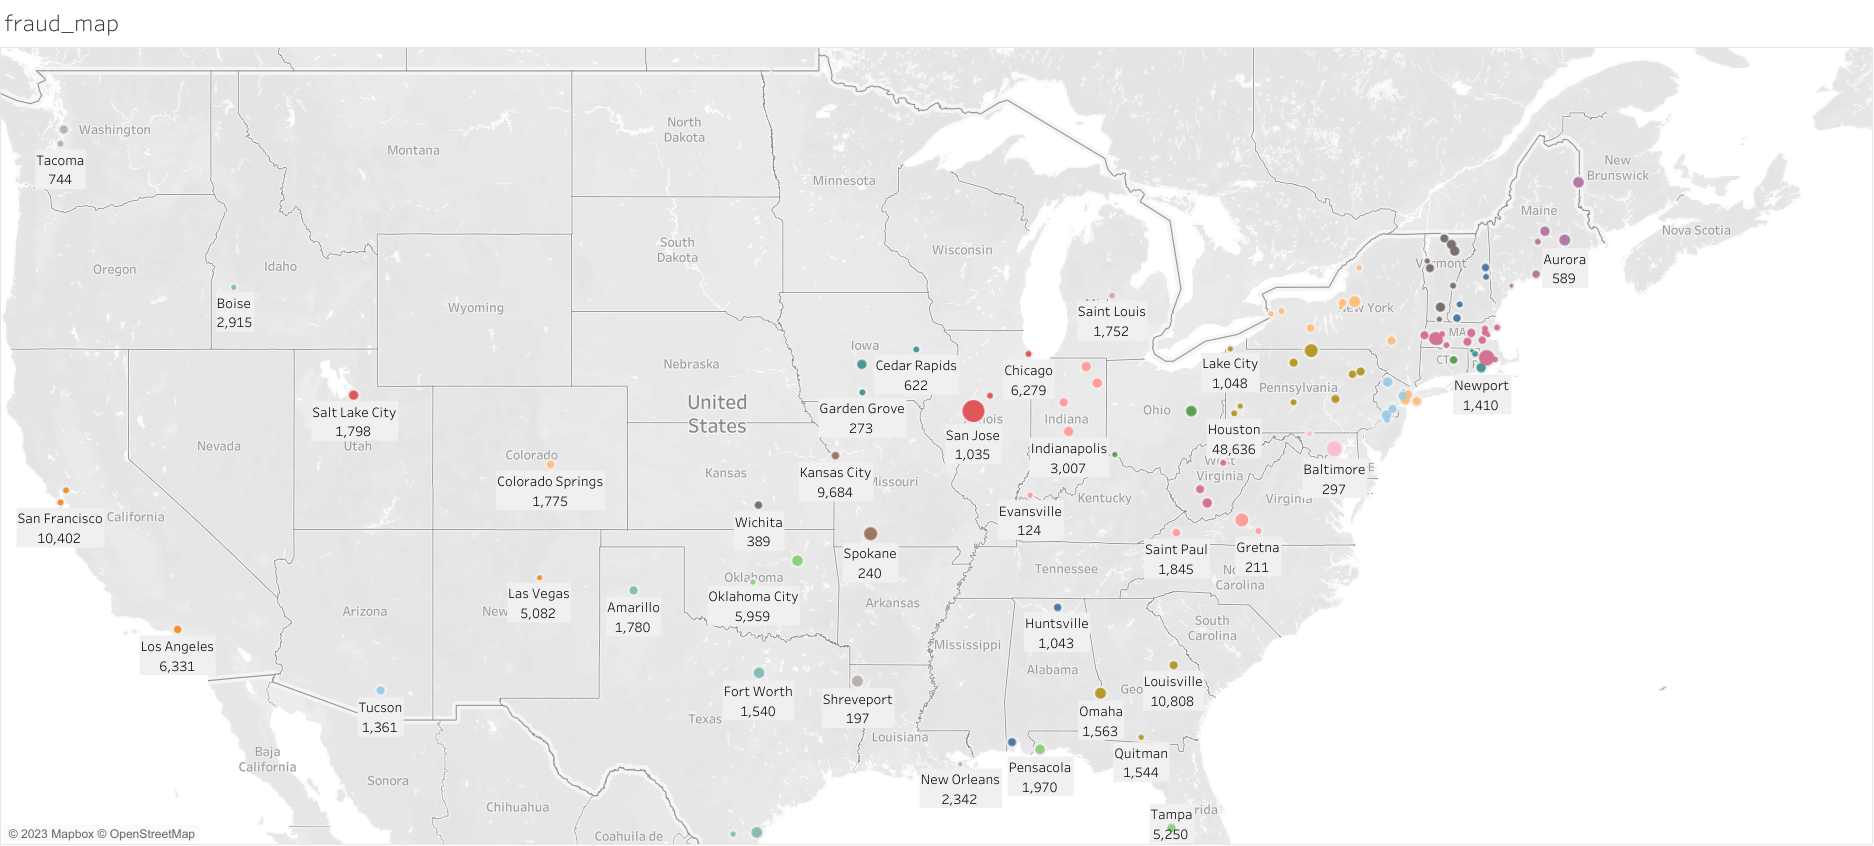 fraud_map
Washington
Tacoma
744
Montana
North
Dakota
Minnesota
New
Brunswick
Maine
Nova Scotia
Aurora
589
Oregon
Idaho
Boise
2,915
South
Dakota
Wisconsin
Vermont
Wyoming
Saint Louis
1,752
New York
MA
CT
Iowa
Nebraska
Cedar Rapids
622
Chicago
6,279
Lake City
1,048
Pennsylvania
Newport
1,410
United
States
Garden Grove
273
Salt Lake City
1,798
Utah
Nevada
Ohio
Indiana
Illinois
San Jose
1,035
Indianapolis
3,007
Houston
48,636
West
Virginia
Baltimore
297
Colorado
Colorado Springs
1,775
Kansas
Kansas City
9,684
Missouri
Kentucky
Virginia
San Francisco
10,402
California
Wichita
389
Evansville
124
Spokane
240
Saint Paul
1,845
Gretna
211
Las Vegas
5,082
Oklahoma
Oklahoma City
5,959
Tennessee
Carolina
Arizona
New
Amarillo
1,780
Arkansas
Los Angeles
6,331
Mississippi
Huntsville
1,043
South
Carolina
Alabama
Tucson
1,361
Fort Worth
1,540
Texas
Shreveport
197
Louisiana
Louisville
10,808
Geo
Omaha
1,563
Quitman
1,544
Baja
California
Sonora
Chihuahua
New Orleans
2,342
Pensacola
1,970
Tampa
5,250
rida
Coahuila de
© 2023 Mapbox © OpenStreetMap